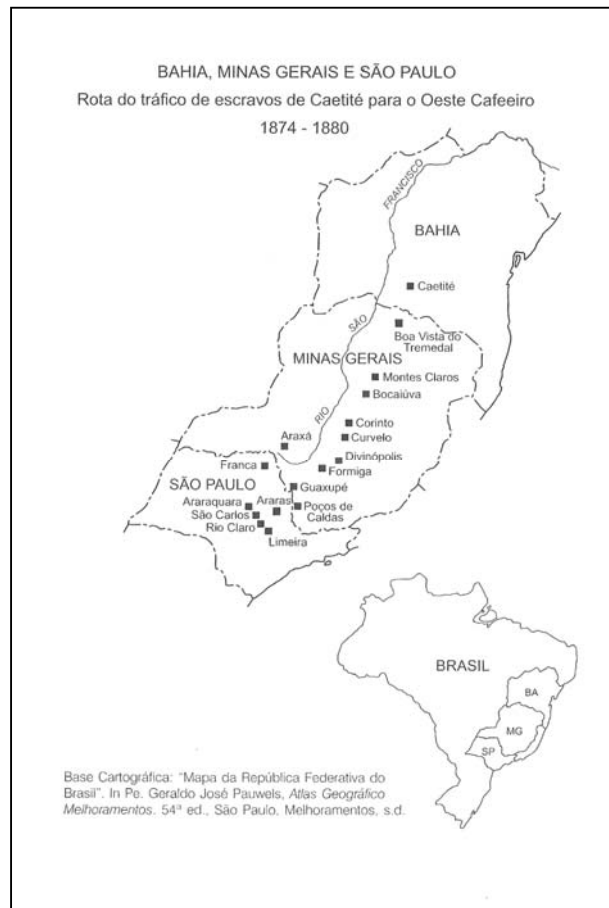 BAHIA, MINAS GERAIS E SÃO PAULO
Rota do tráfico de escravos de Caetité para o Oeste Cafeeiro
1874 - 1880
FRANCISCO
BAHIA
Caetité
SÃO
Boa Vista do
Tremedal
MINAS GERAIS
Montes Claros
Bocaiúva
RIO
Corinto
Araxá
Curvelo
Divinópolis
Franca
Formiga
SÃO PAULO
Guaxupé
Araraquara
Araras
Poços de
Caldas
São Carlos
Rio Claro
Limeira
BRASIL
BA
MG
SP
Base Cartográfica: “Mapa da República Federativa do
Brasil”. In Pe. Geraldo José Pauwels, Atlas Geográfico
Melhoramentos. 54ª ed., São Paulo, Melhoramentos, s.d.